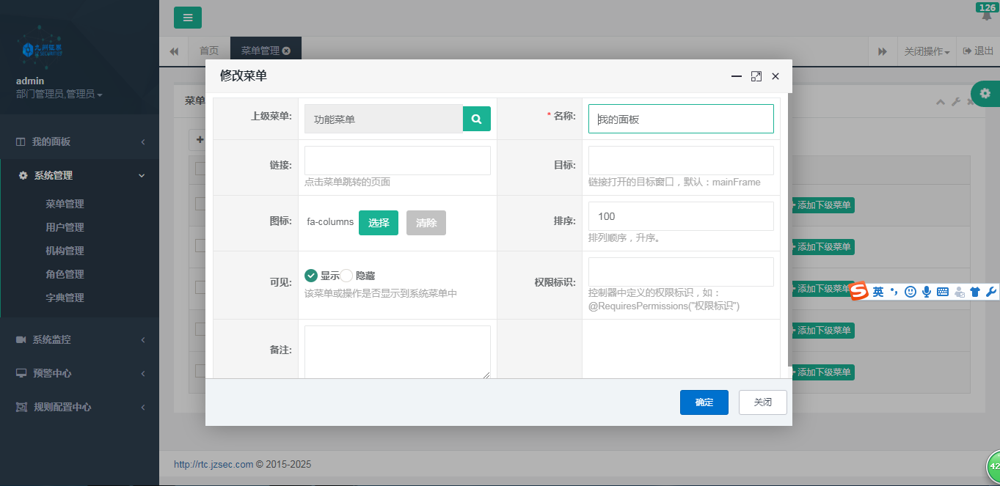 九州证券
JZ SECURITIES
admin
部门管理员,管理员
我的面板
系统管理
菜单管理
用户管理
机构管理
角色管理
字典管理
系统监控
预警中心
规则配置中心
126
首页
菜单管理
关闭操作
退出
菜单
修改菜单
上级菜单:
功能菜单
* 名称:
我的面板
链接:
点击菜单跳转的页面
目标:
链接打开的目标窗口，默认：mainFrame
图标:
fa-columns
选择
清除
排序:
100
排列顺序，升序。
可见:
显示
隐藏
该菜单或操作是否显示到系统菜单中
权限标识:
控制器中定义的权限标识，如：
@RequiresPermissions("权限标识")
备注:
确定
关闭
添加下级菜单
添加下级菜单
添加下级菜单
英
添加下级菜单
添加下级菜单
http://rtc.jzsec.com © 2015-2025
42